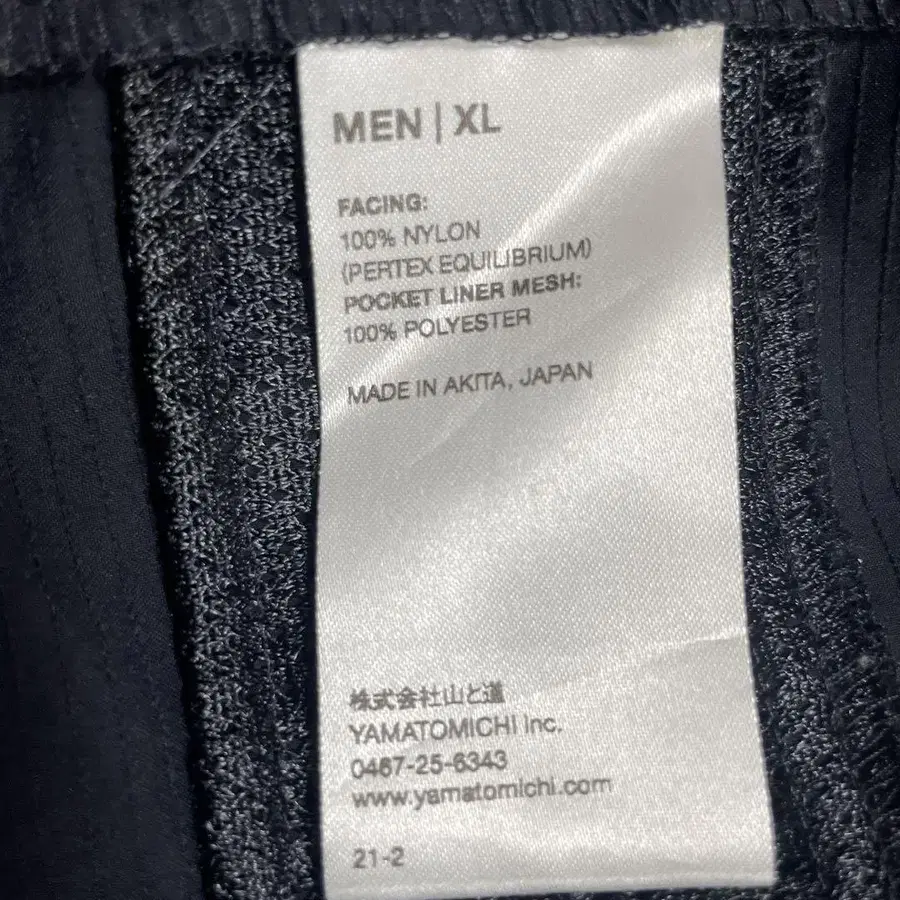 MEN | XL
FACING:
100% NYLON
(PERTEX EQUILIBRIUM)
POCKET LINER MESH:
100% POLYESTER
MADE IN AKITA, JAPAN
株式会社山と道
YAMATOMICHI Inc.
0467-25-6343
www.yamatomichi.com
21-2